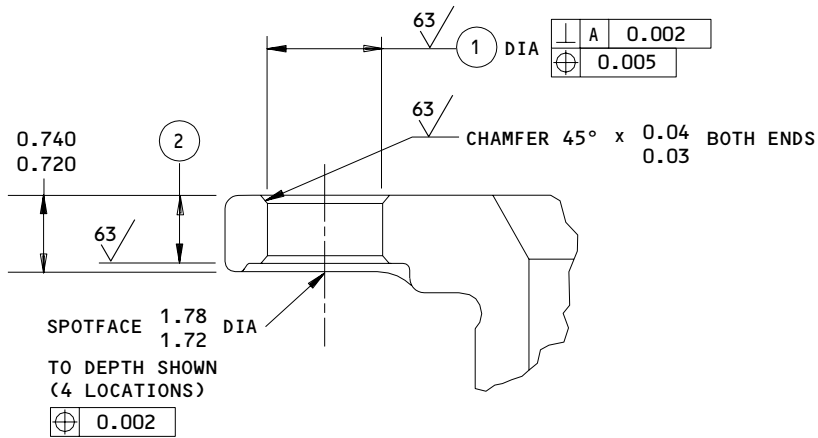 63
1 DIA
⊥ A 0.002
⌖ 0.005
63
CHAMFER 45° x 0.04 BOTH ENDS
0.03
0.740
0.720
2
63
SPOTFACE 1.78 DIA
1.72
TO DEPTH SHOWN
(4 LOCATIONS)
⌖ 0.002